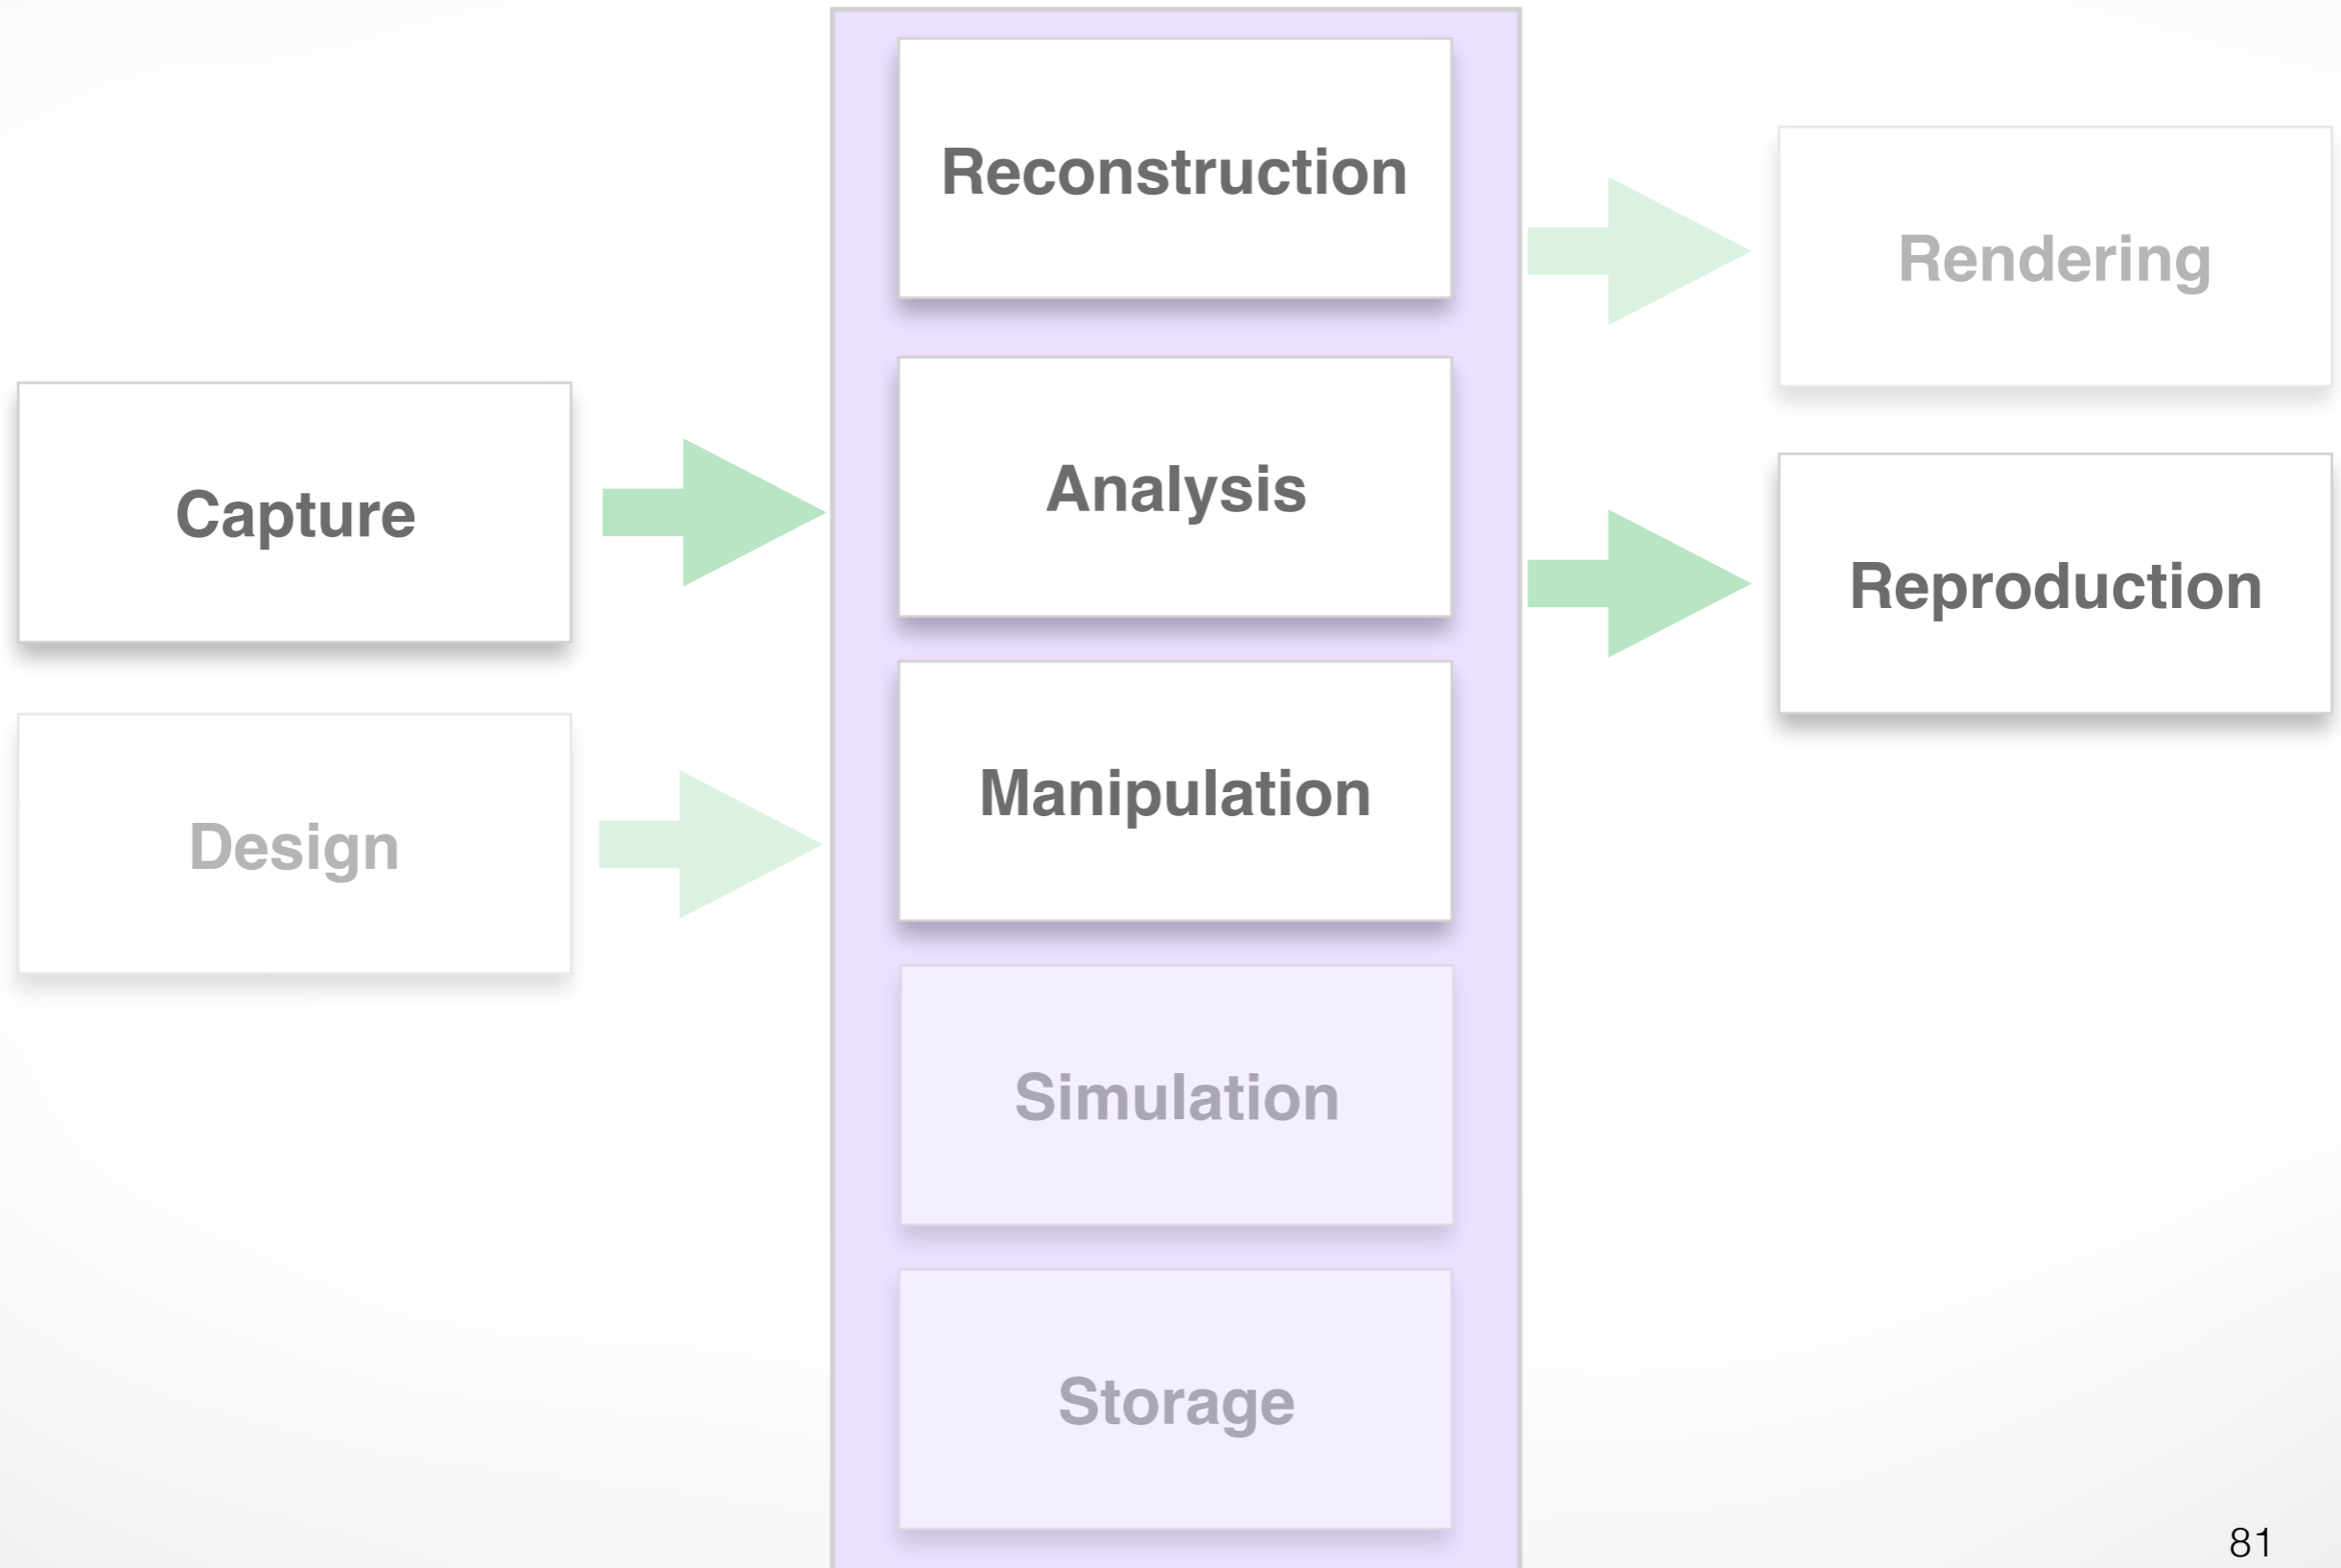 Capture
Design
Reconstruction
Analysis
Manipulation
Simulation
Storage
Rendering
Reproduction
81